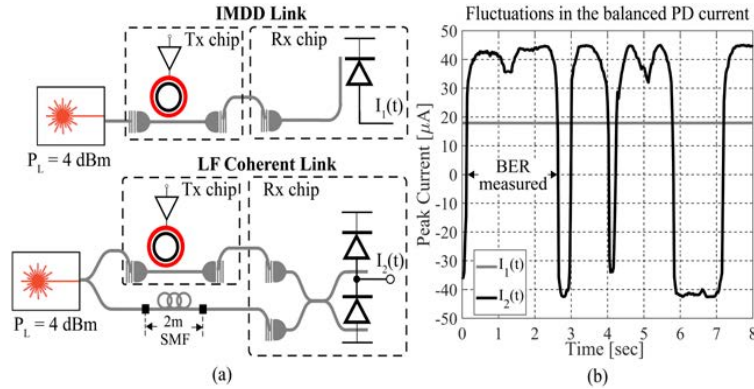 IMDD Link
Tx chip
Rx chip
I₁(t)
P_L = 4 dBm
LF Coherent Link
Tx chip
Rx chip
I₂(t)
P_L = 4 dBm
2m
SMF
(a)
Fluctuations in the balanced PD current
Peak Current [µA]
50
40
30
20
10
0
-10
-20
-30
-40
-50
BER
measured
I₁(t)
I₂(t)
0 1 2 3 4 5 6 7 8
Time [sec]
(b)